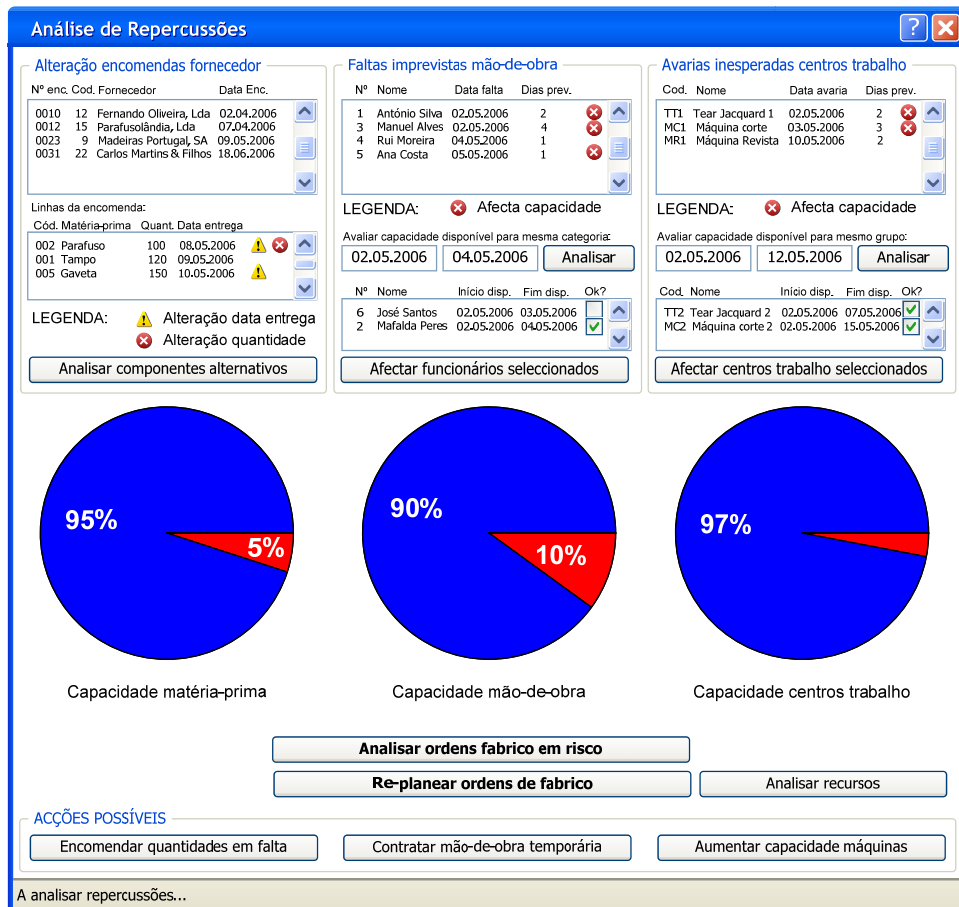 Análise de Repercussões
Alteração encomendas fornecedor
Nº enc. Cod. Fornecedor Data Enc.
0010 12 Fernando Oliveira, Lda 02.04.2006
0012 15 Parafusolândia, Lda 07.04.2006
0023 9 Madeiras Portugal, SA 09.05.2006
0031 22 Carlos Martins & Filhos 18.06.2006
Linhas da encomenda:
Cód. Matéria-prima Quant. Data entrega
002 Parafuso 100 08.05.2006
001 Tampo 120 09.05.2006
005 Gaveta 150 10.05.2006
LEGENDA: Alteração data entrega
Alteração quantidade
Analisar componentes alternativos
Faltas imprevistas mão-de-obra
Nº Nome Data falta Dias prev.
1 António Silva 02.05.2006 2
3 Manuel Alves 02.05.2006 4
4 Rui Moreira 04.05.2006 1
5 Ana Costa 05.05.2006 1
LEGENDA: Afecta capacidade
Avaliar capacidade disponível para mesma categoria:
02.05.2006 04.05.2006 Analisar
Nº Nome Início disp. Fim disp. Ok?
6 José Santos 02.05.2006 03.05.2006
2 Mafalda Peres 02.05.2006 04.05.2006
Afectar funcionários seleccionados
Avarias inesperadas centros trabalho
Cod. Nome Data avaria Dias prev.
TT1 Tear Jacquard 1 02.05.2006 2
MC1 Máquina corte 03.05.2006 3
MR1 Máquina Revista 10.05.2006 2
LEGENDA: Afecta capacidade
Avaliar capacidade disponível para mesmo grupo:
02.05.2006 12.05.2006 Analisar
Cod. Nome Início disp. Fim disp. Ok?
TT2 Tear Jacquard 2 02.05.2006 07.05.2006
MC2 Máquina corte 2 02.05.2006 15.05.2006
Afectar centros trabalho seleccionados
95%
5%
Capacidade matéria-prima
90%
10%
Capacidade mão-de-obra
97%
Capacidade centros trabalho
Analisar ordens fabrico em risco
Re-planear ordens de fabrico
Analisar recursos
ACÇÕES POSSÍVEIS
Encomendar quantidades em falta
Contratar mão-de-obra temporária
Aumentar capacidade máquinas
A analisar repercussões...